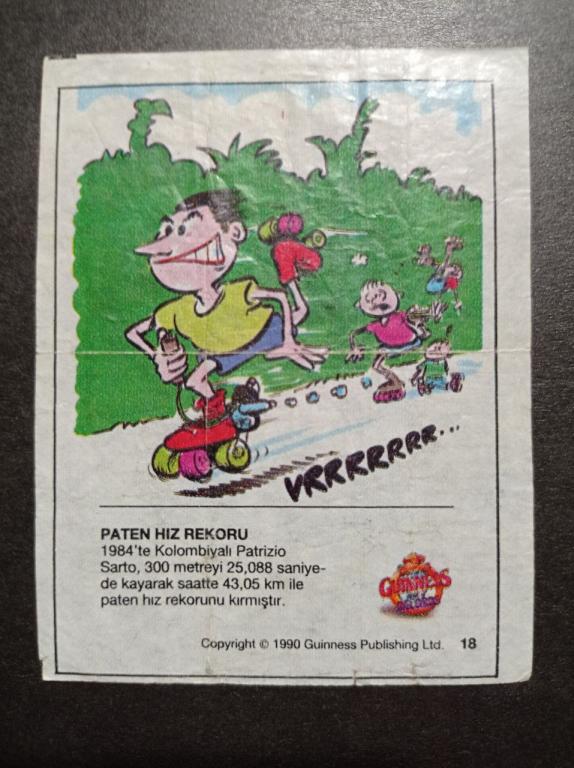 VRRRRRRR...
PATEN HIZ REKORU
1984'te Kolombiyalı Patrizio
Sarto, 300 metreyi 25,088 saniye-
de kayarak saatte 43,05 km ile
paten hız rekorunu kırmıştır.
GUINNESS
Copyright © 1990 Guinness Publishing Ltd. 18